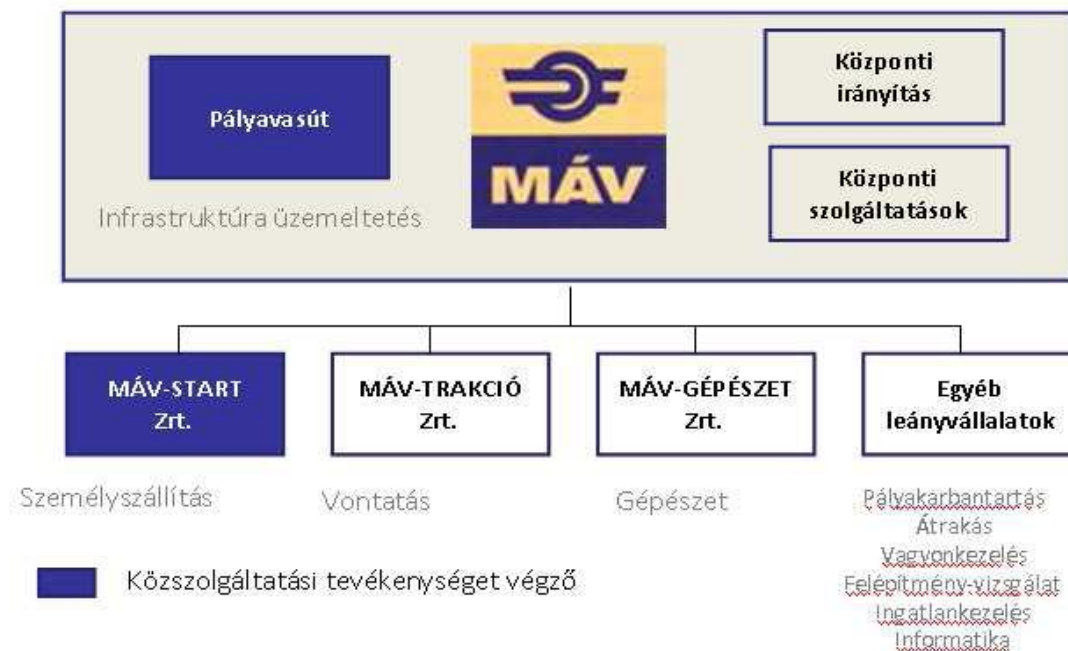 Pályavasút
Infrastruktúra üzemeltetés
MÁV
Központi
irányítás
Központi
szolgáltatások
MÁV-START
Zrt.
Személyszállítás
MÁV-TRAKCIÓ
Zrt.
Vontatás
MÁV-GÉPÉSZET
Zrt.
Gépészet
Egyéb
leányvállalatok
Pályakarbantartás
Átrakás
Vagyonkezelés
Felépítmény-vizsgálat
Ingatlankezelés
Informatika
Közszolgáltatási tevékenységet végző